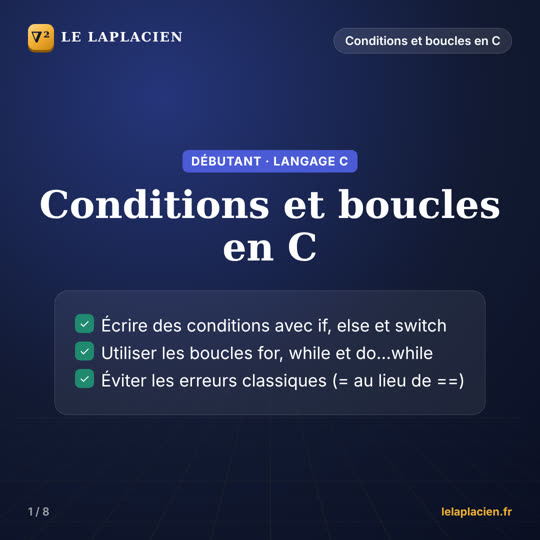 ∇² LE LAPLACIEN
Conditions et boucles en C
DÉBUTANT · LANGAGE C
Conditions et boucles
en C
Écrire des conditions avec if, else et switch
Utiliser les boucles for, while et do...while
Éviter les erreurs classiques (= au lieu de ==)
1 / 8
lelaplacien.fr